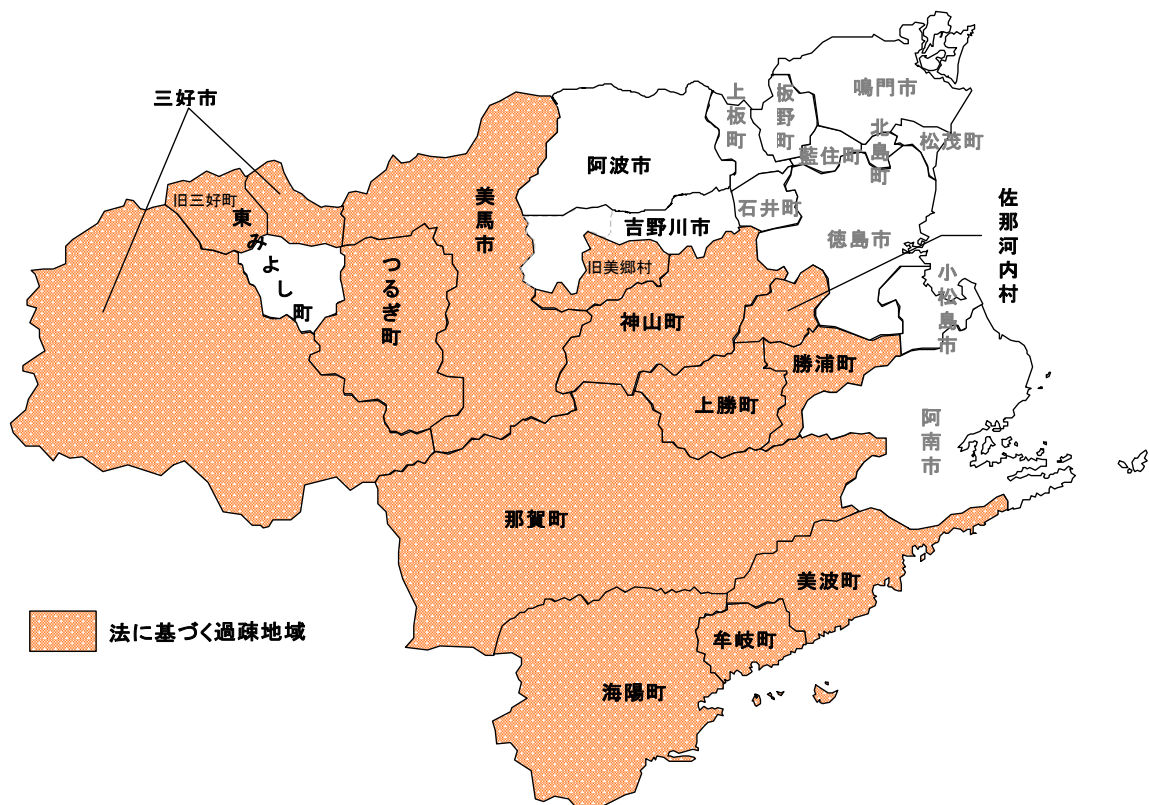 三好市
旧三好町
東みよし町
美馬市
つるぎ町
阿波市
吉野川市
旧美郷村
上板町
板野町
鳴門市
藍住町
北島町
松茂町
石井町
徳島市
佐那河内村
小松島市
神山町
勝浦町
上勝町
阿南市
那賀町
美波町
牟岐町
海陽町
法に基づく過疎地域